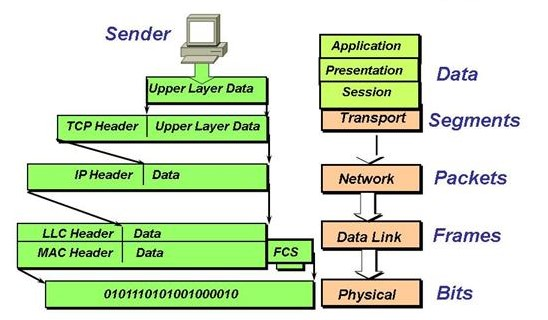 Sender
Upper Layer Data
TCP Header Upper Layer Data
IP Header Data
LLC Header Data
MAC Header Data FCS
0101110101001000010
Application
Presentation
Session
Data
Transport Segments
Network Packets
Data Link Frames
Physical Bits